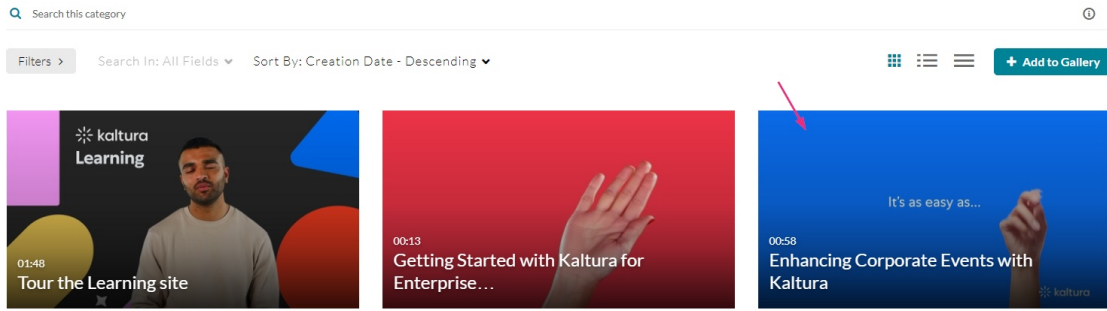 Search this category
Filters >
Search In: All Fields
Sort By: Creation Date - Descending
+ Add to Gallery
kaltura
Learning
01:48
Tour the Learning site
00:13
Getting Started with Kaltura for
Enterprise...
It's as easy as...
00:58
Enhancing Corporate Events with
Kaltura
kaltura